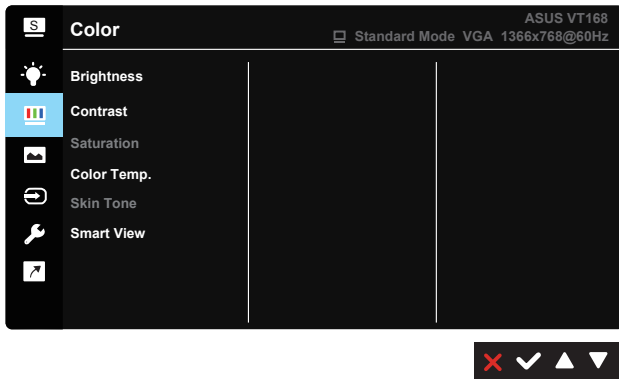 S
Color
ASUS VT168
Standard Mode VGA 1366x768@60Hz
Brightness
Contrast
Saturation
Color Temp.
Skin Tone
Smart View